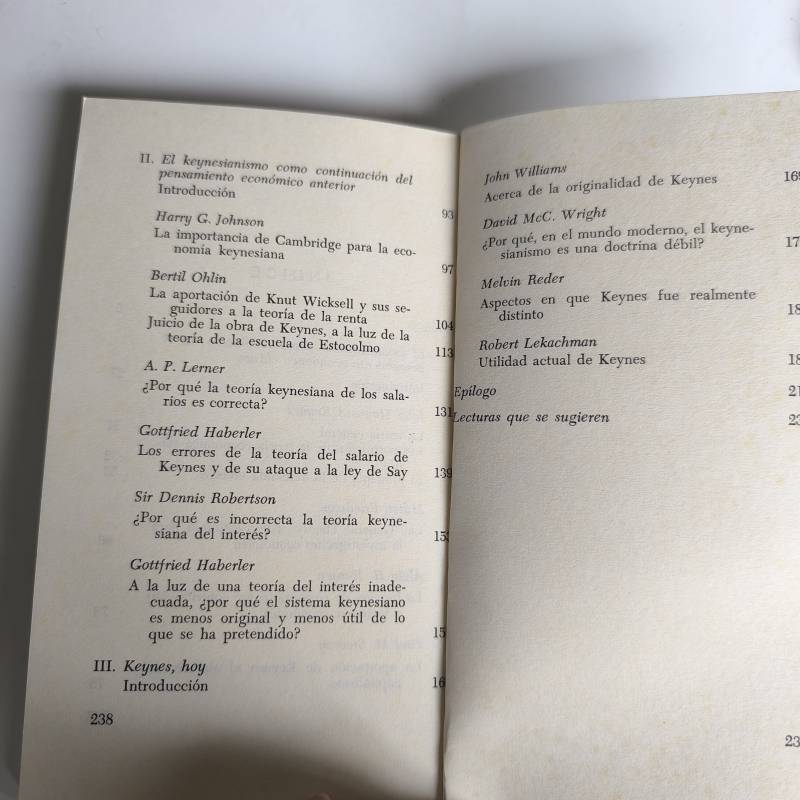 II. El keynesianismo como continuación del
pensamiento económico anterior
Introducción 93
Harry G. Johnson
La importancia de Cambridge para la eco-
nomía keynesiana 97
Bertil Ohlin
La aportación de Knut Wicksell y sus se-
guidores a la teoría de la renta 104
Juicio de la obra de Keynes, a la luz de la
teoría de la escuela de Estocolmo 113
A. P. Lerner
¿Por qué la teoría keynesiana de los sala-
rios es correcta? 131
Gottfried Haberler
Los errores de la teoría del salario de
Keynes y de su ataque a la ley de Say 139
Sir Dennis Robertson
¿Por qué es incorrecta la teoría keyne-
siana del interés?
Gottfried Haberler
A la luz de una teoría del interés inade-
cuada, ¿por qué el sistema keynesiano
es menos original y menos útil de lo
que se ha pretendido?
III. Keynes, hoy
Introducción
238
John Williams
Acerca de la originalidad de Keynes 169
David McC. Wright
¿Por qué, en el mundo moderno, el keyne-
sianismo es una doctrina débil?
Melvin Reder
Aspectos en que Keynes fue realmente
distinto
Robert Lekachman
Utilidad actual de Keynes
Epílogo
Lecturas que se sugieren